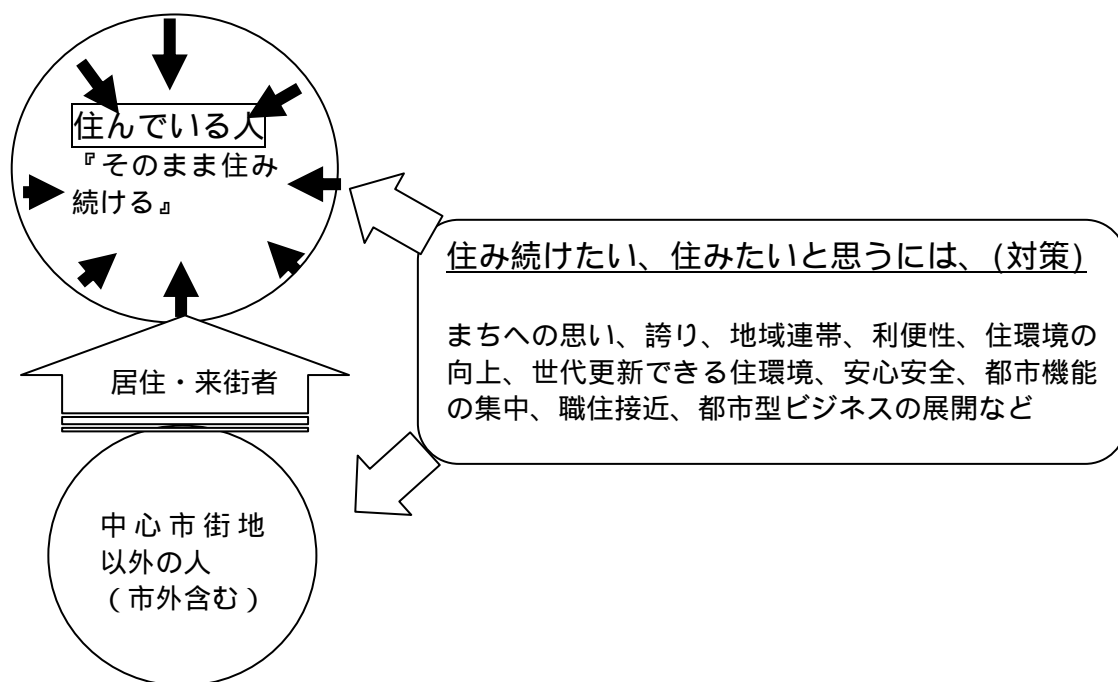 住んでいる人
『そのまま住み
続ける』
住み続けたい、住みたいと思うには、(対策)
まちへの思い、誇り、地域連帯、利便性、住環境の
向上、世代更新できる住環境、安心安全、都市機能
の集中、職住接近、都市型ビジネスの展開など
居住・来街者
中心市街地
以外の人
(市外含む)